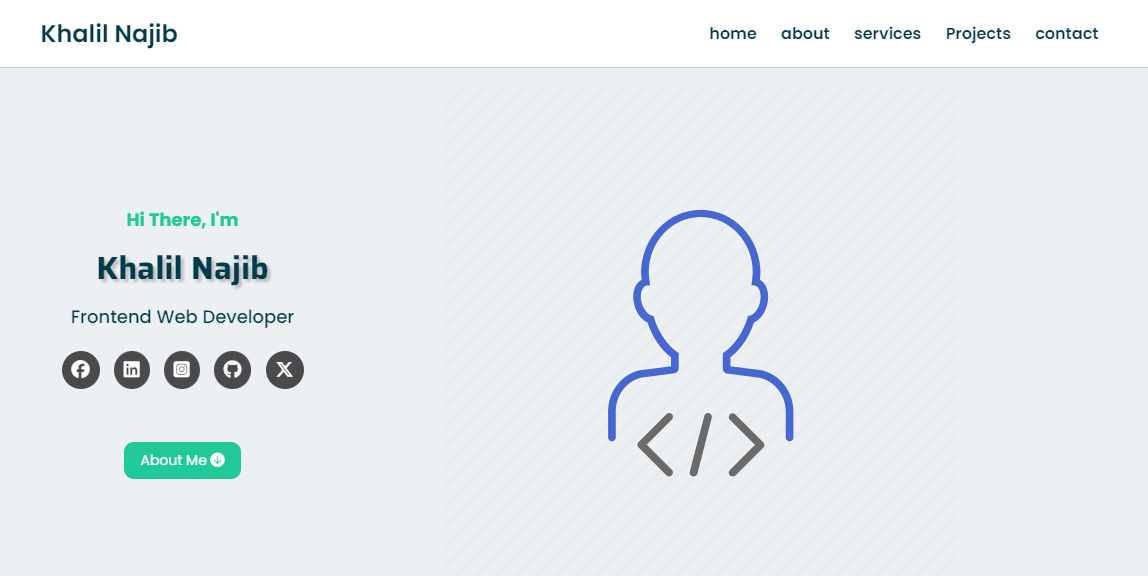 Khalil Najib
home about services Projects contact
Hi There, I'm
Khalil Najib
Frontend Web Developer
About Me
</>